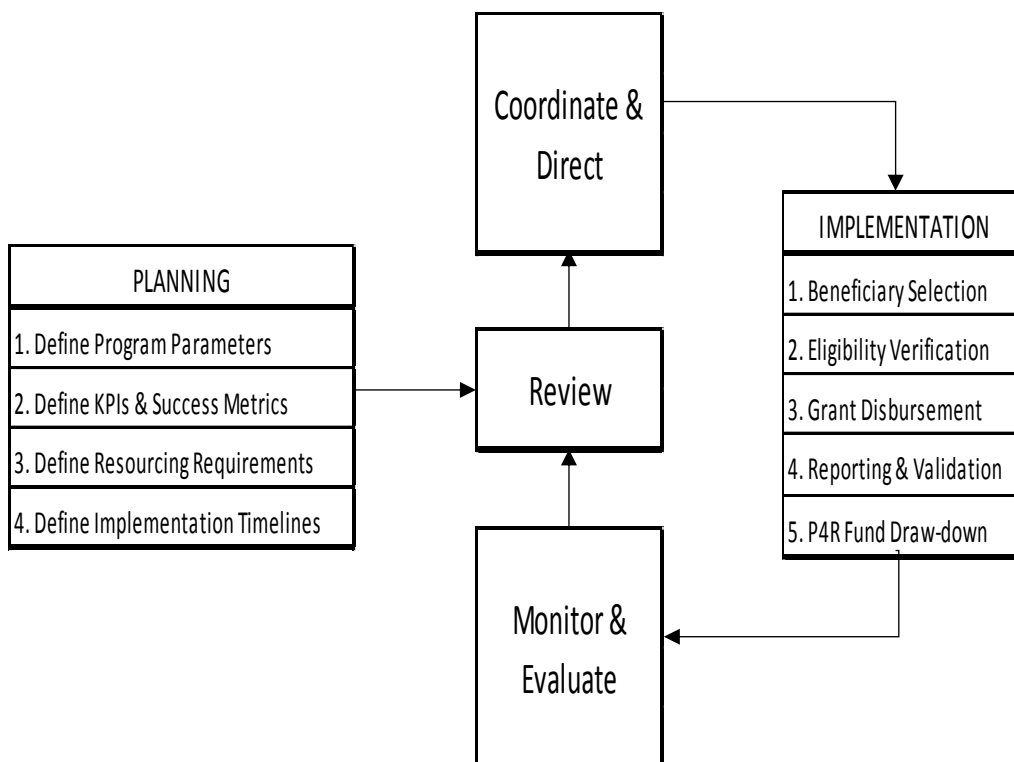 Coordinate &
Direct
IMPLEMENTATION
1. Beneficiary Selection
2. Eligibility Verification
3. Grant Disbursement
4. Reporting & Validation
5. P4R Fund Draw-down
PLANNING
1. Define Program Parameters
2. Define KPIs & Success Metrics
3. Define Resourcing Requirements
4. Define Implementation Timelines
Review
Monitor &
Evaluate